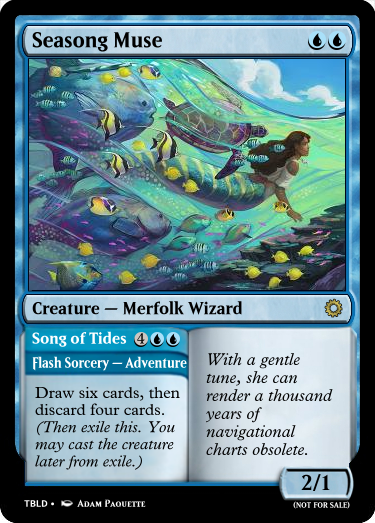 Seasong Muse
Creature — Merfolk Wizard
Song of Tides 4
Flash Sorcery — Adventure
Draw six cards, then
discard four cards.
(Then exile this. You
may cast the creature
later from exile.)
With a gentle
tune, she can
render a thousand
years of
navigational
charts obsolete.
2/1
TBLD • Adam Paquette
(NOT FOR SALE)